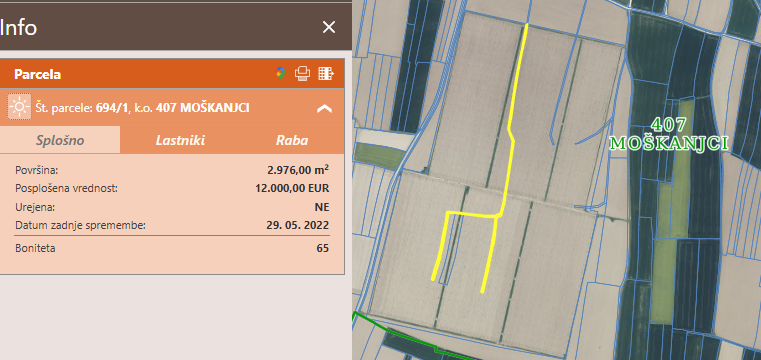 Info
Parcela
Št. parcele: 694/1, k.o. 407 MOŠKANJCI
Splošno Lastniki Raba
Površina: 2.976,00 m²
Posplošena vrednost: 12.000,00 EUR
Urejena: NE
Datum zadnje spremembe: 29. 05. 2022
Boniteta 65
407
MOŠKANJCI